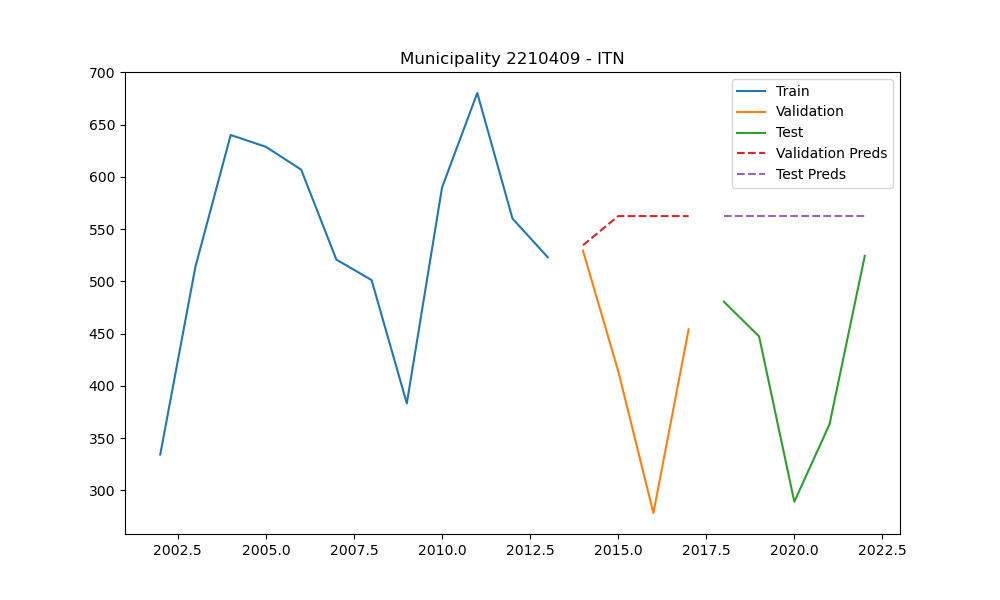 Municipality 2210409 - ITN
700
650
600
550
500
450
400
350
300
Train
Validation
Test
Validation Preds
Test Preds
2002.5 2005.0 2007.5 2010.0 2012.5 2015.0 2017.5 2020.0 2022.5